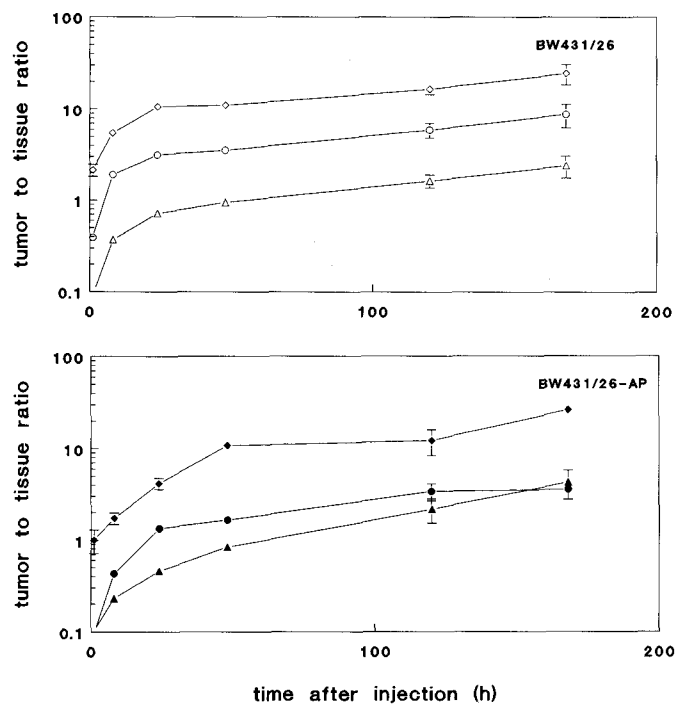 100
BW431/26
10
1
0.1
0
100
200
tumor to tissue ratio
100
BW431/26-AP
10
1
0.1
0
100
200
tumor to tissue ratio
time after injection (h)